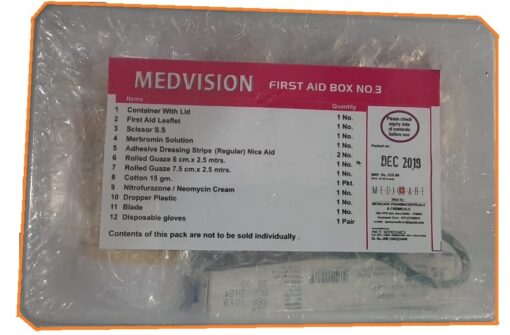 MEDVISION FIRST AID BOX NO.3
Items Quantity
1 Container With Lid 1 No.
2 First Aid Leaflet 1 No.
3 Scissor S.S 1 No.
4 Merbromin Solution 1 No.
5 Adhesive Dressing Strips (Regular) Nice Aid
6 Rolled Guaze 6 cm.x 2.5 mtrs. 2 No.
7 Rolled Guaze 7.5 cm.x 2.5 mtrs. 1 No.
8 Cotton 15 gm. 1 No.
9 Nitrofurazone / Neomycin Cream 1 Pkt.
10 Dropper Plastic 1 No.
11 Blade 1 No.
12 Disposable gloves 1 Pair
Contents of this pack are not to be sold individually .
Please check
expiry date
of contents
before use
Packed on:
DEC 2019
MEDICARE
MEDICARE PHARMACEUTICALS
& CHEMICALS